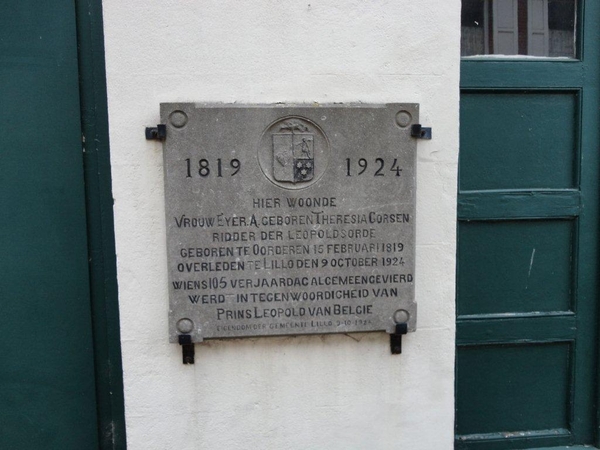 1819 1924
HIER WOONDE
VROUW EYER.A. GEBOREN THERESIA CORSEN
RIDDER DER LEOPOLDSORDE
GEBOREN TE OORDEREN 15 FEBRUARI 1819
OVERLEDEN TE LILLO DEN 9 OCTOBER 1924
WIENS 105 VERJAARDAG ALGEMEEN GEVIERD
WERD IN TEGENWOORDIGHEID VAN
PRINS LEOPOLD VAN BELGIE
GEMEENTE LILLO